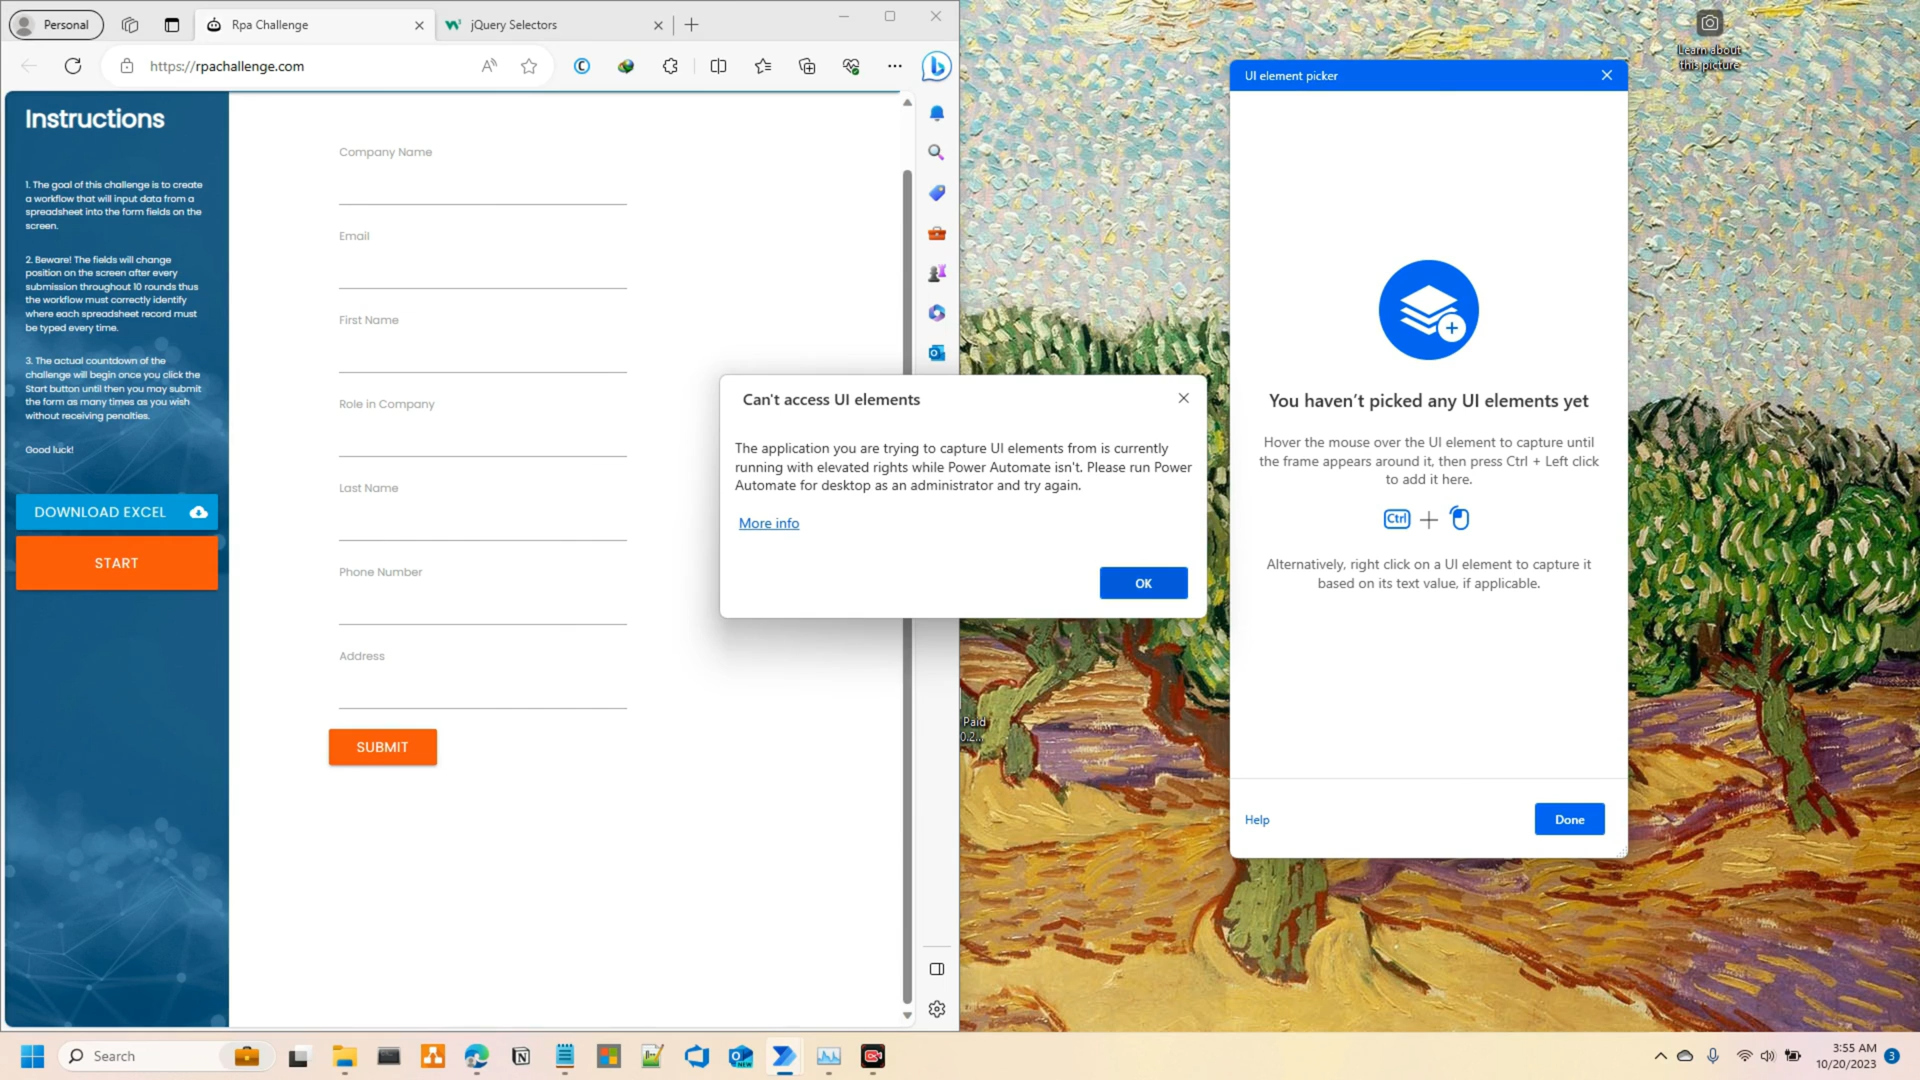 Personal
Rpa Challenge
jQuery Selectors
https://rpachallenge.com
Instructions
1. The goal of this challenge is to create
a workflow that will input data from a
spreadsheet into the form fields on the
screen.
2. Beware! The fields will change
position on the screen after every
submission throughout 10 rounds thus
the workflow must correctly identify
where each spreadsheet record must
be typed every time.
3. The actual countdown of the
challenge will begin once you click the
Start button until then you may submit
the form as many times as you wish
without receiving penalties.
Good luck!
DOWNLOAD EXCEL
START
Company Name
Email
First Name
Role in Company
Last Name
Phone Number
Address
SUBMIT
Can't access UI elements
The application you are trying to capture UI elements from is currently
running with elevated rights while Power Automate isn't. Please run Power
Automate for desktop as an administrator and try again.
More info
OK
Learn about
this picture
UI element picker
You haven't picked any UI elements yet
Hover the mouse over the UI element to capture until
the frame appears around it, then press Ctrl + Left click
to add it here.
Ctrl
Alternatively, right click on a UI element to capture it
based on its text value, if applicable.
Help
Done
Paid
0.2...
Search
3:55 AM
10/20/2023
3